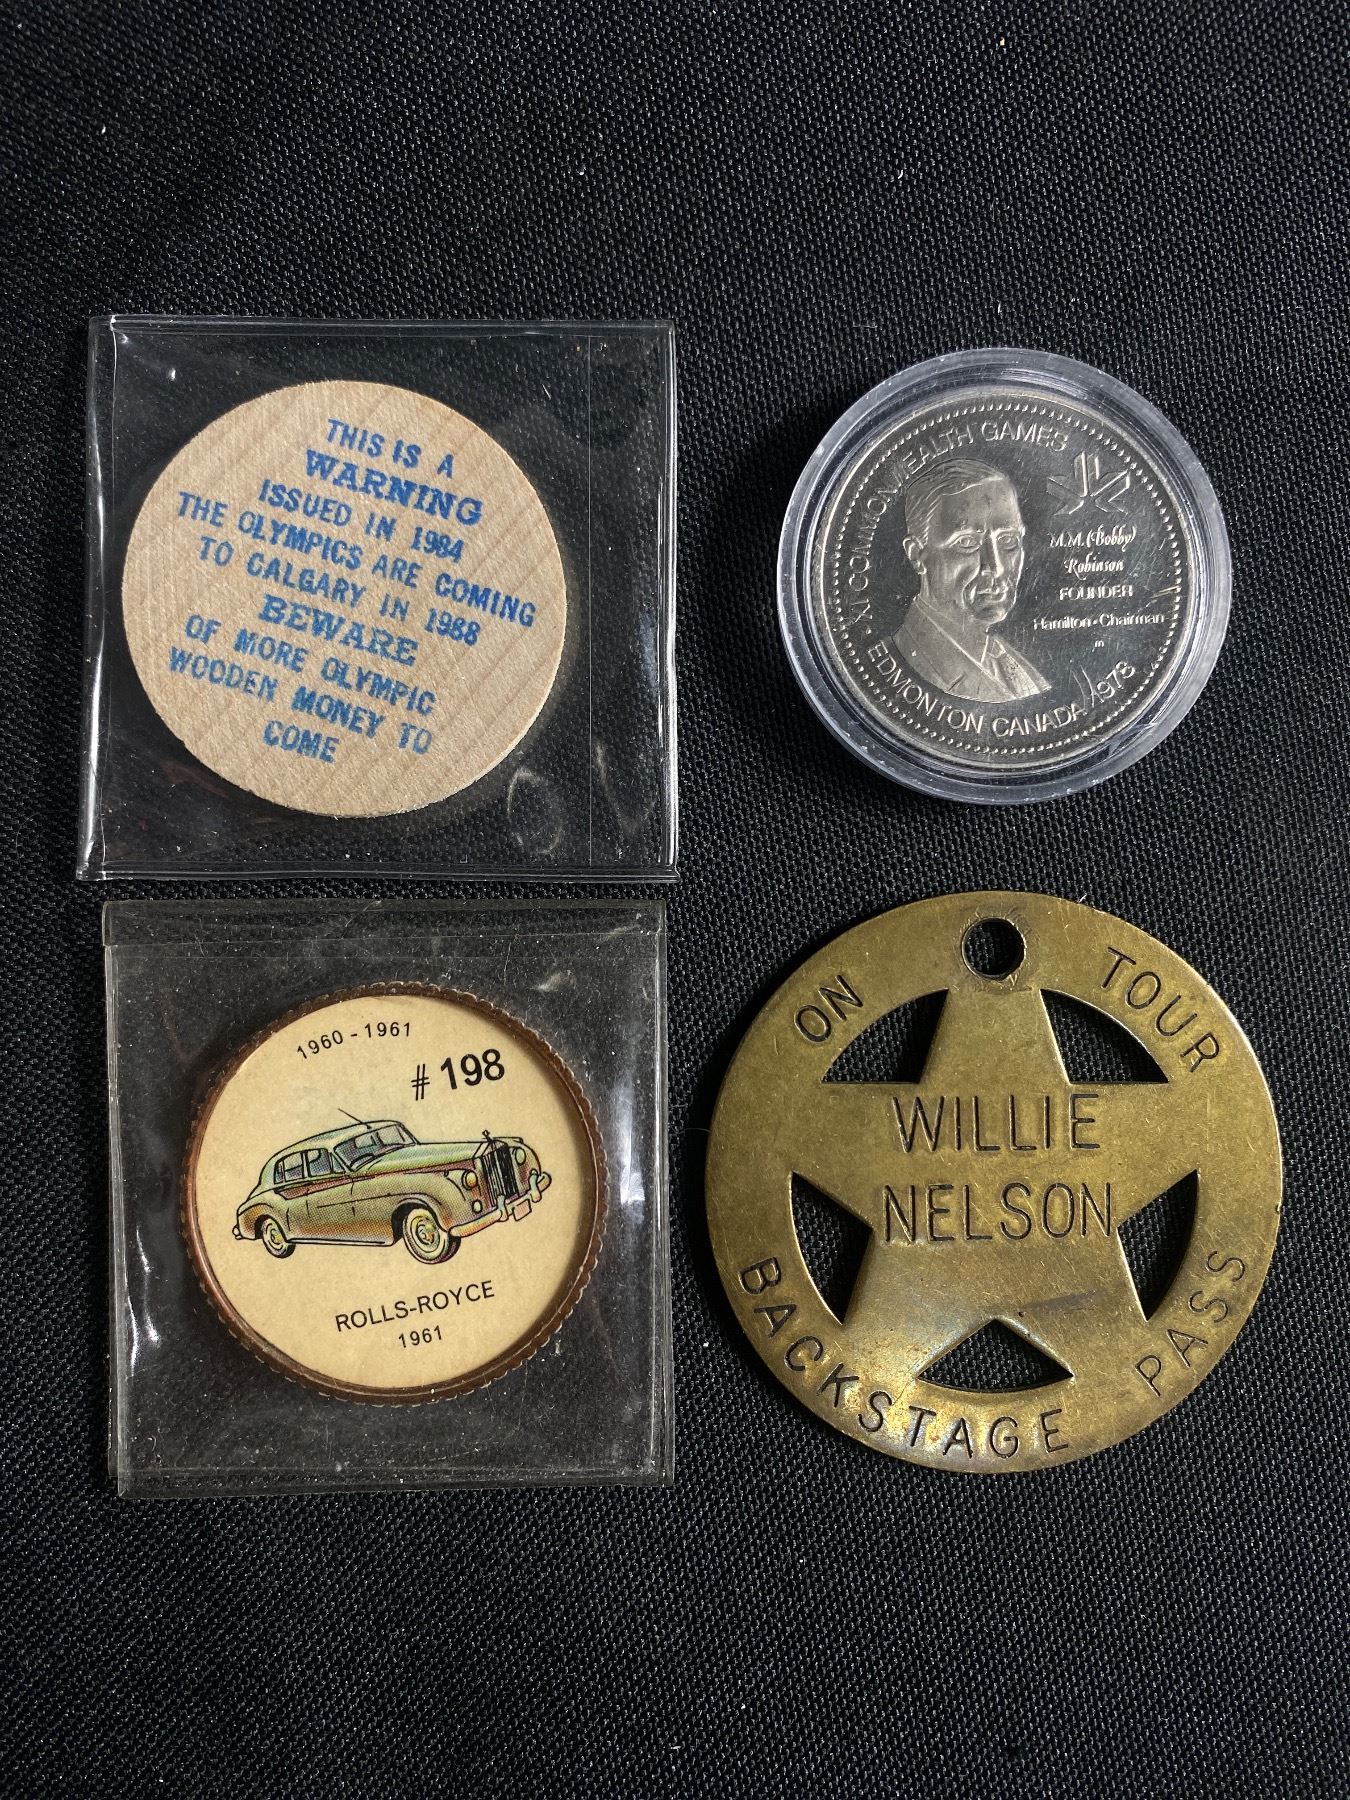 THIS IS A
WARNING
ISSUED IN 1984
THE OLYMPICS ARE COMING
TO CALGARY IN 1988
BEWARE
OF MORE OLYMPIC
WOODEN MONEY TO
COME
XI COMMONWEALTH GAMES
M.M. (Bobby)
Robinson
FOUNDER
Hamilton - Chairman
m
EDMONTON CANADA 1978
1960 - 1961
# 198
ROLLS-ROYCE
1961
ON TOUR
WILLIE
NELSON
BACKSTAGE PASS